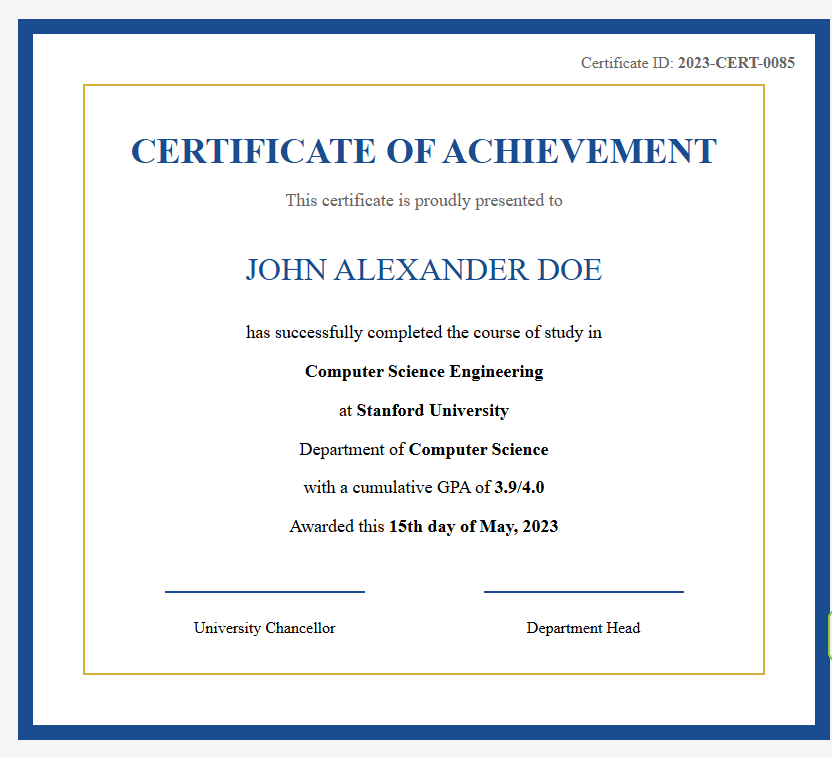 Certificate ID: 2023-CERT-0085
CERTIFICATE OF ACHIEVEMENT
This certificate is proudly presented to
JOHN ALEXANDER DOE
has successfully completed the course of study in
Computer Science Engineering
at Stanford University
Department of Computer Science
with a cumulative GPA of 3.9/4.0
Awarded this 15th day of May, 2023
University Chancellor
Department Head